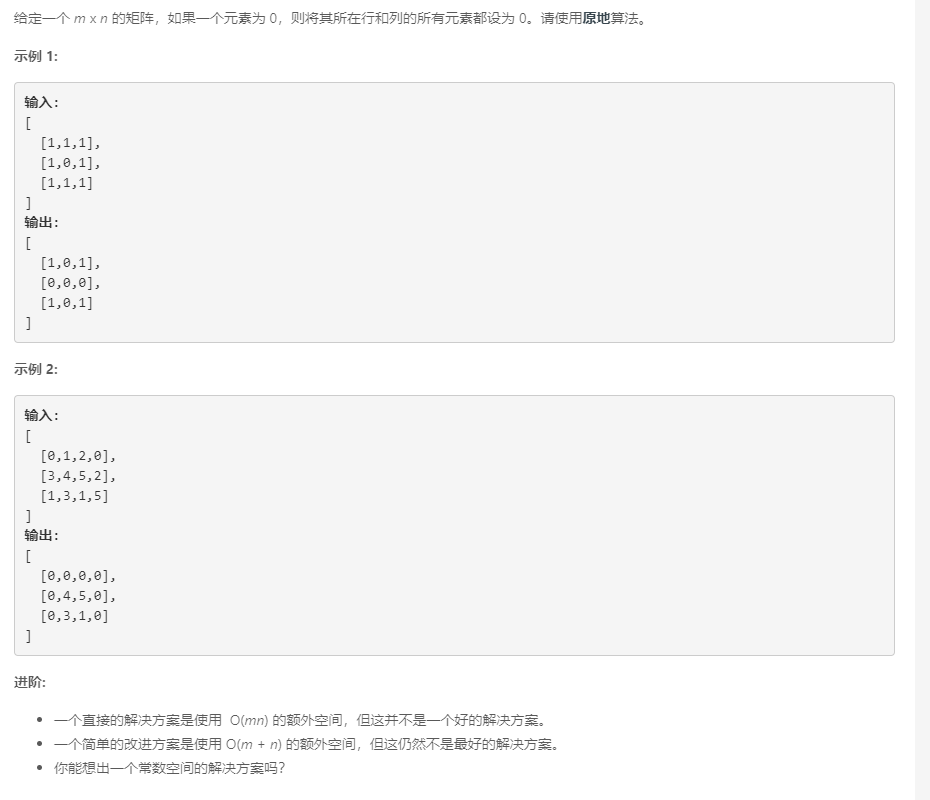 给定一个 m x n 的矩阵，如果一个元素为 0，则将其所在行和列的所有元素都设为 0。请使用原地算法。
示例 1:
输入:
[
  [1,1,1],
  [1,0,1],
  [1,1,1]
]
输出:
[
  [1,0,1],
  [0,0,0],
  [1,0,1]
]
示例 2:
输入:
[
  [0,1,2,0],
  [3,4,5,2],
  [1,3,1,5]
]
输出:
[
  [0,0,0,0],
  [0,4,5,0],
  [0,3,1,0]
]
进阶:
• 一个直接的解决方案是使用  O(mn) 的额外空间，但这并不是一个好的解决方案。
• 一个简单的改进方案是使用 O(m + n) 的额外空间，但这仍然不是最好的解决方案。
• 你能想出一个常数空间的解决方案吗？